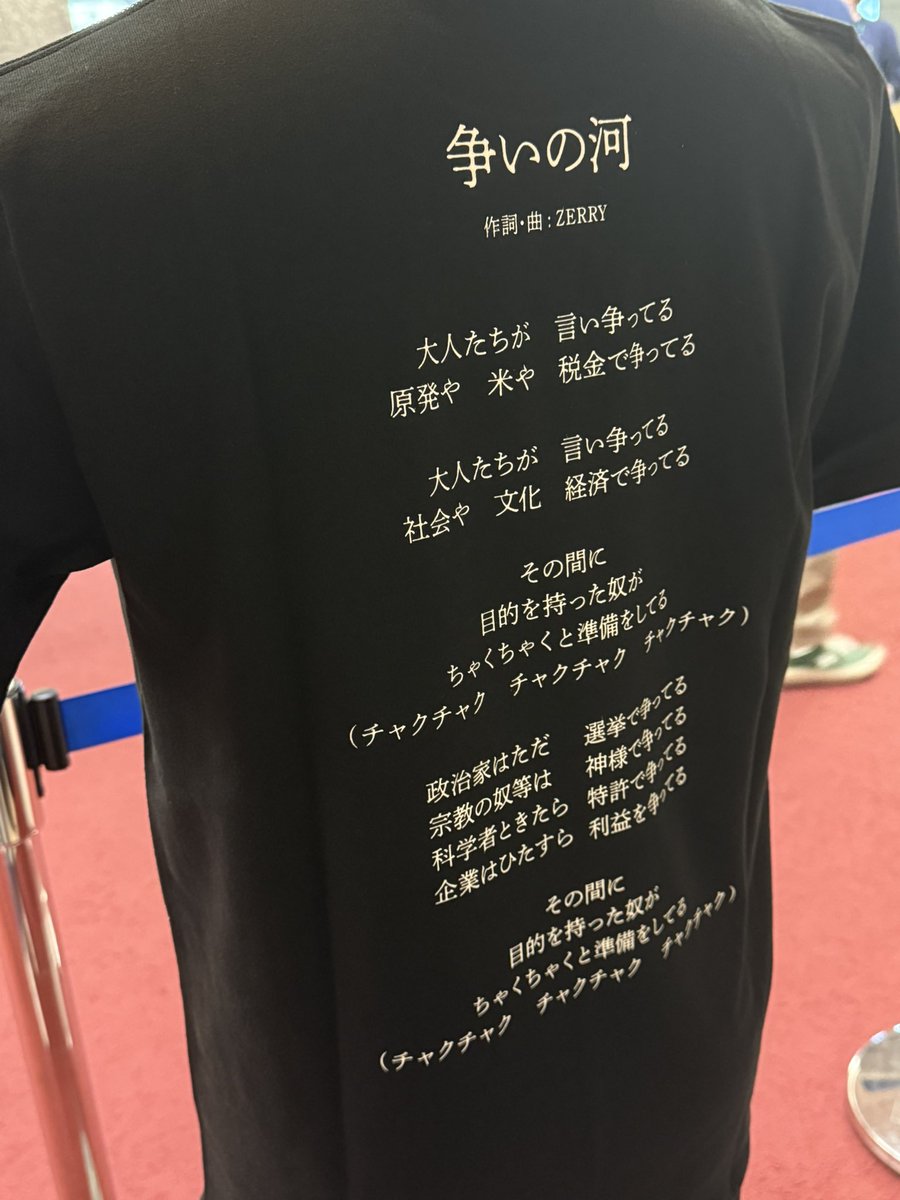 争いの河
作詞・曲：ZERRY
大人たちが　言い争ってる
原発や　米や　税金で争ってる
大人たちが　言い争ってる
社会や　文化　経済で争ってる
その間に
目的を持った奴が
ちゃくちゃくと準備をしてる
（チャクチャク　チャクチャク　チャクチャク）
政治家はただ　選挙で争ってる
宗教の奴等は　神様で争ってる
科学者ときたら　特許で争ってる
企業はひたすら　利益を争ってる
その間に
目的を持った奴が
ちゃくちゃくと準備をしてる
（チャクチャク　チャクチャク　チャクチャク）